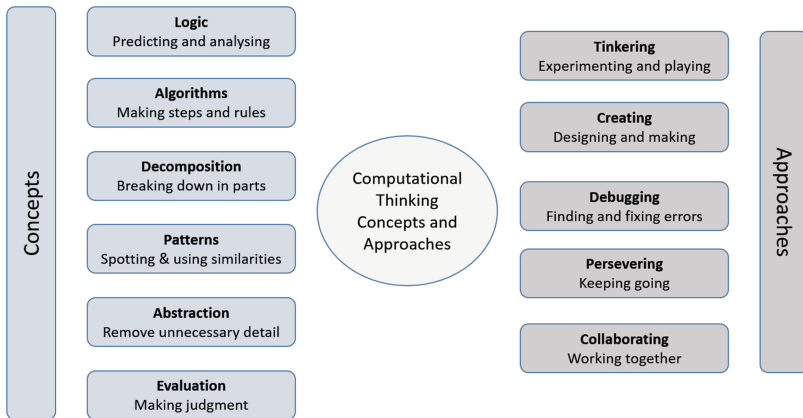 Concepts
Logic
Predicting and analysing
Algorithms
Making steps and rules
Decomposition
Breaking down in parts
Patterns
Spotting & using similarities
Abstraction
Remove unnecessary detail
Evaluation
Making judgment
Computational
Thinking
Concepts and
Approaches
Tinkering
Experimenting and playing
Creating
Designing and making
Debugging
Finding and fixing errors
Persevering
Keeping going
Collaborating
Working together
Approaches